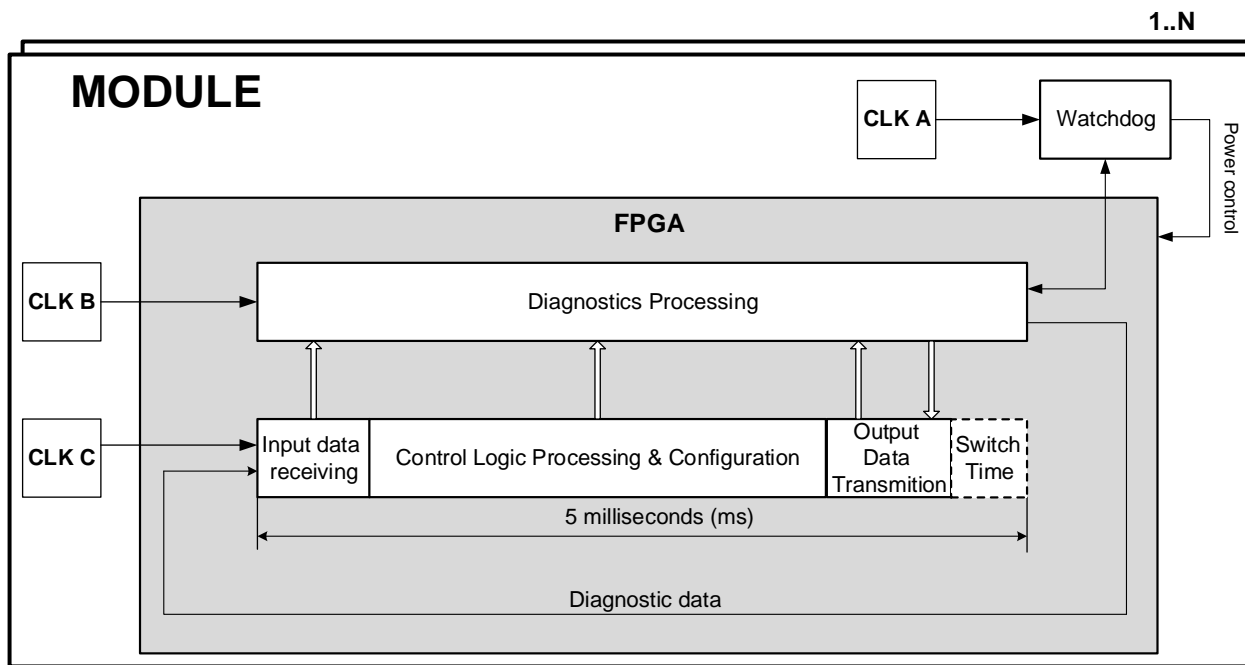 1..N
MODULE
CLK A
Watchdog
Power control
FPGA
CLK B
Diagnostics Processing
CLK C
Input data
receiving
Control Logic Processing & Configuration
Output
Data
Transmition
Switch
Time
5 milliseconds (ms)
Diagnostic data